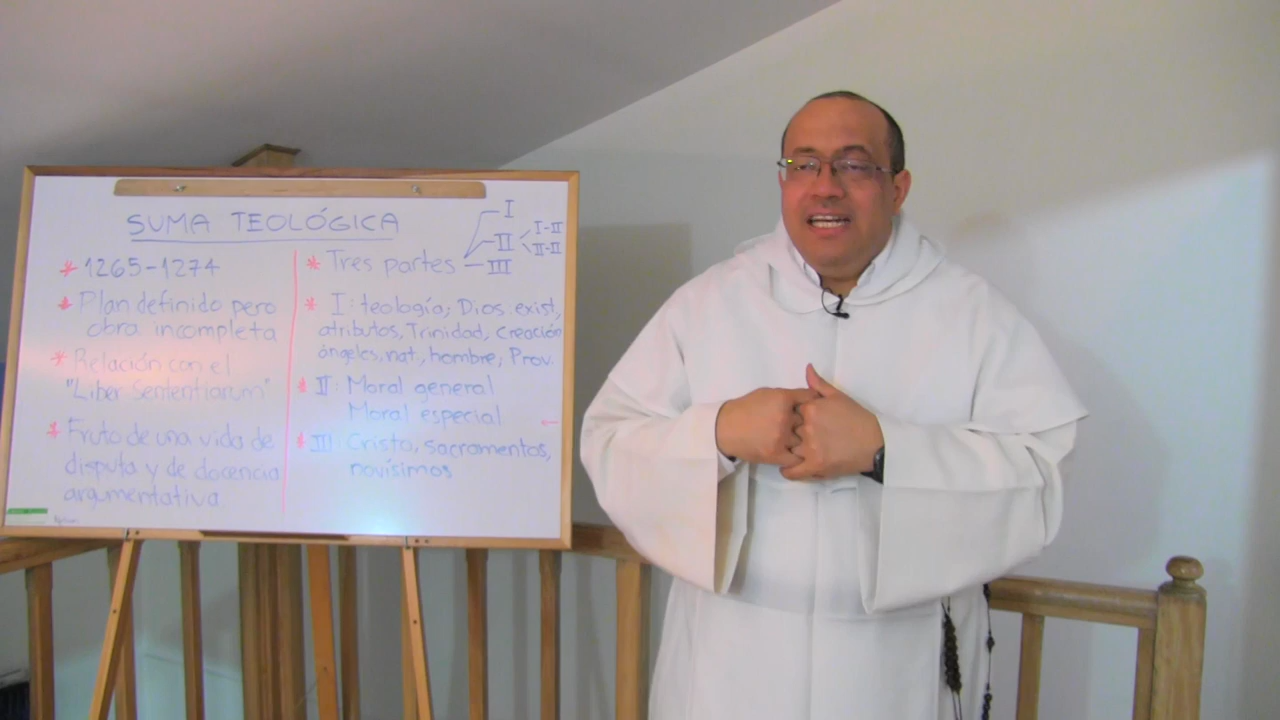 SUMA TEOLÓGICA
* 1265-1274
* Plan definido pero
obra incompleta
* Relación con el
"Liber Sententiarum"
* Fruto de una vida de
disputa y de docencia
argumentativa
* Tres partes
I
II
I-II
II-II
III
* I: teología; Dios exist,
atributos, Trinidad, Creación
ángeles, nat., hombre; Prov.
* II: Moral general
Moral especial ←
* III: Cristo, sacramentos,
novísimos